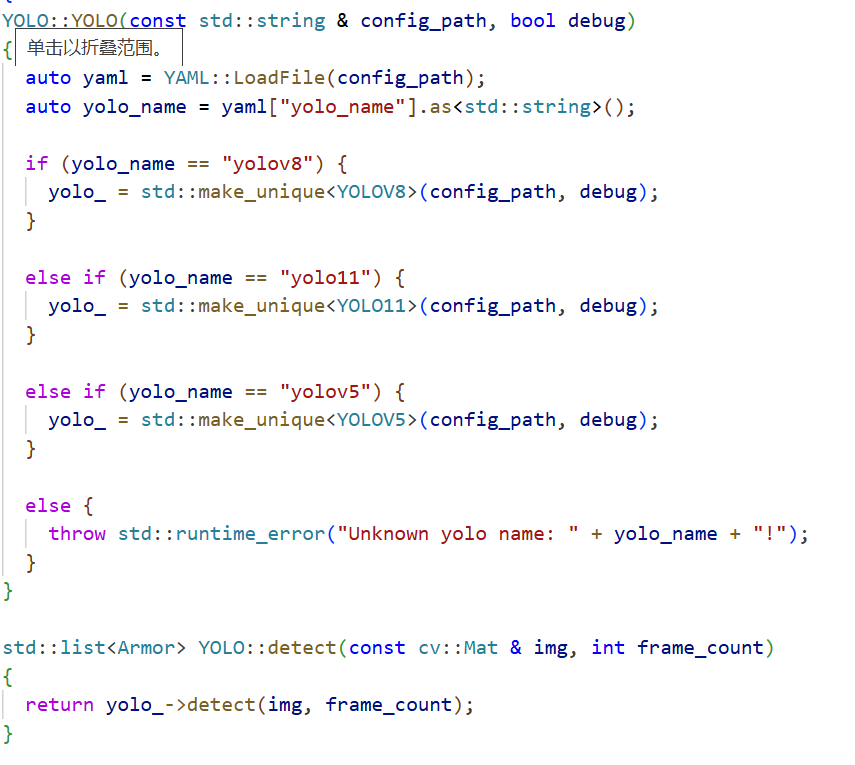 YOLO::YOLO(const std::string & config_path, bool debug)
{
单击以折叠范围。
  auto yaml = YAML::LoadFile(config_path);
  auto yolo_name = yaml["yolo_name"].as<std::string>();

  if (yolo_name == "yolov8") {
    yolo_ = std::make_unique<YOLOV8>(config_path, debug);
  }

  else if (yolo_name == "yolo11") {
    yolo_ = std::make_unique<YOLO11>(config_path, debug);
  }

  else if (yolo_name == "yolov5") {
    yolo_ = std::make_unique<YOLOV5>(config_path, debug);
  }

  else {
    throw std::runtime_error("Unknown yolo name: " + yolo_name + "!");
  }
}

std::list<Armor> YOLO::detect(const cv::Mat & img, int frame_count)
{
  return yolo_->detect(img, frame_count);
}